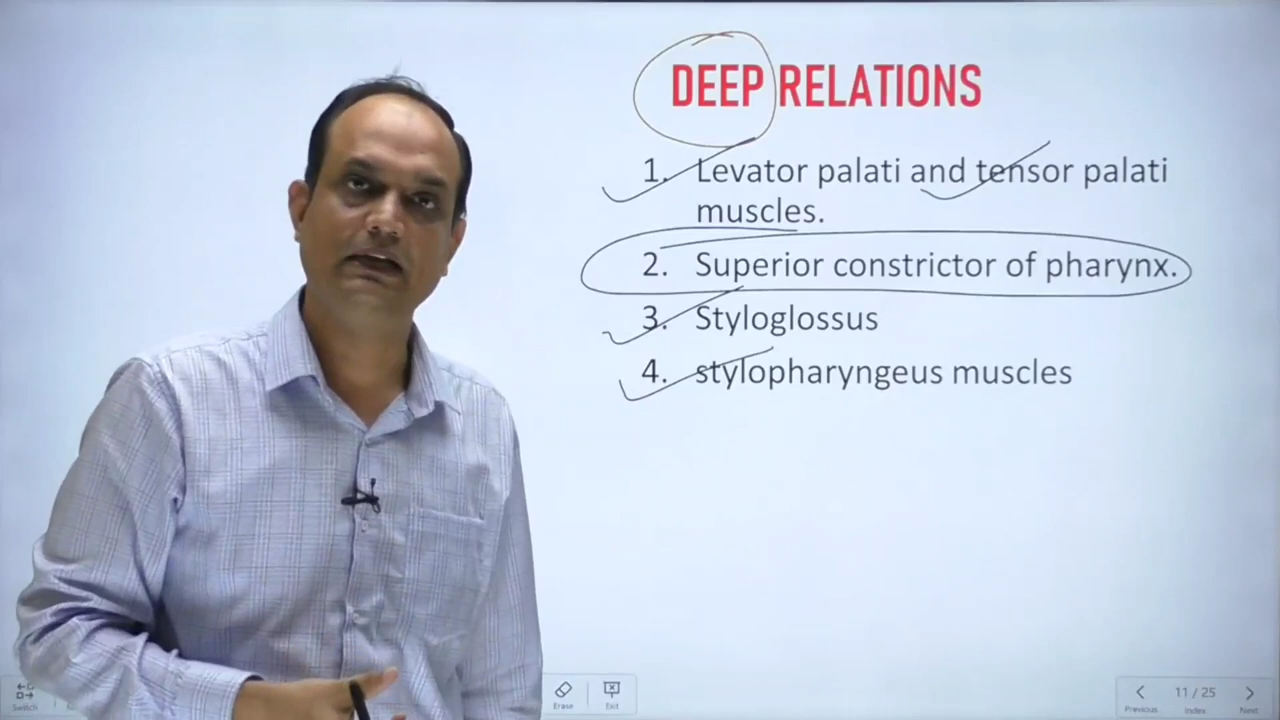 DEEP RELATIONS
1. Levator palati and tensor palati
muscles.
2. Superior constrictor of pharynx.
3. Styloglossus
4. stylopharyngeus muscles
Switch
Erase
Exit
Previous
11 / 25
Index
Next